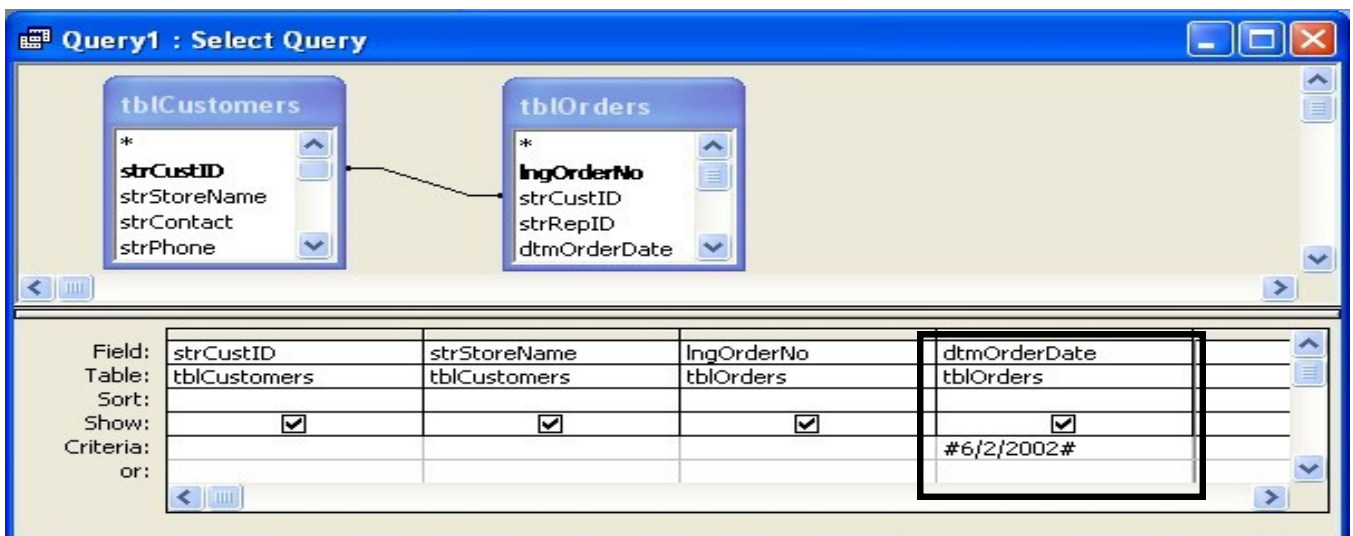 Query1 : Select Query
tblCustomers
*
strCustID
strStoreName
strContact
strPhone
tblOrders
*
lngOrderNo
strCustID
strRepID
dtmOrderDate
Field: strCustID strStoreName lngOrderNo dtmOrderDate
Table: tblCustomers tblCustomers tblOrders tblOrders
Sort:
Show:
Criteria: #6/2/2002#
or: